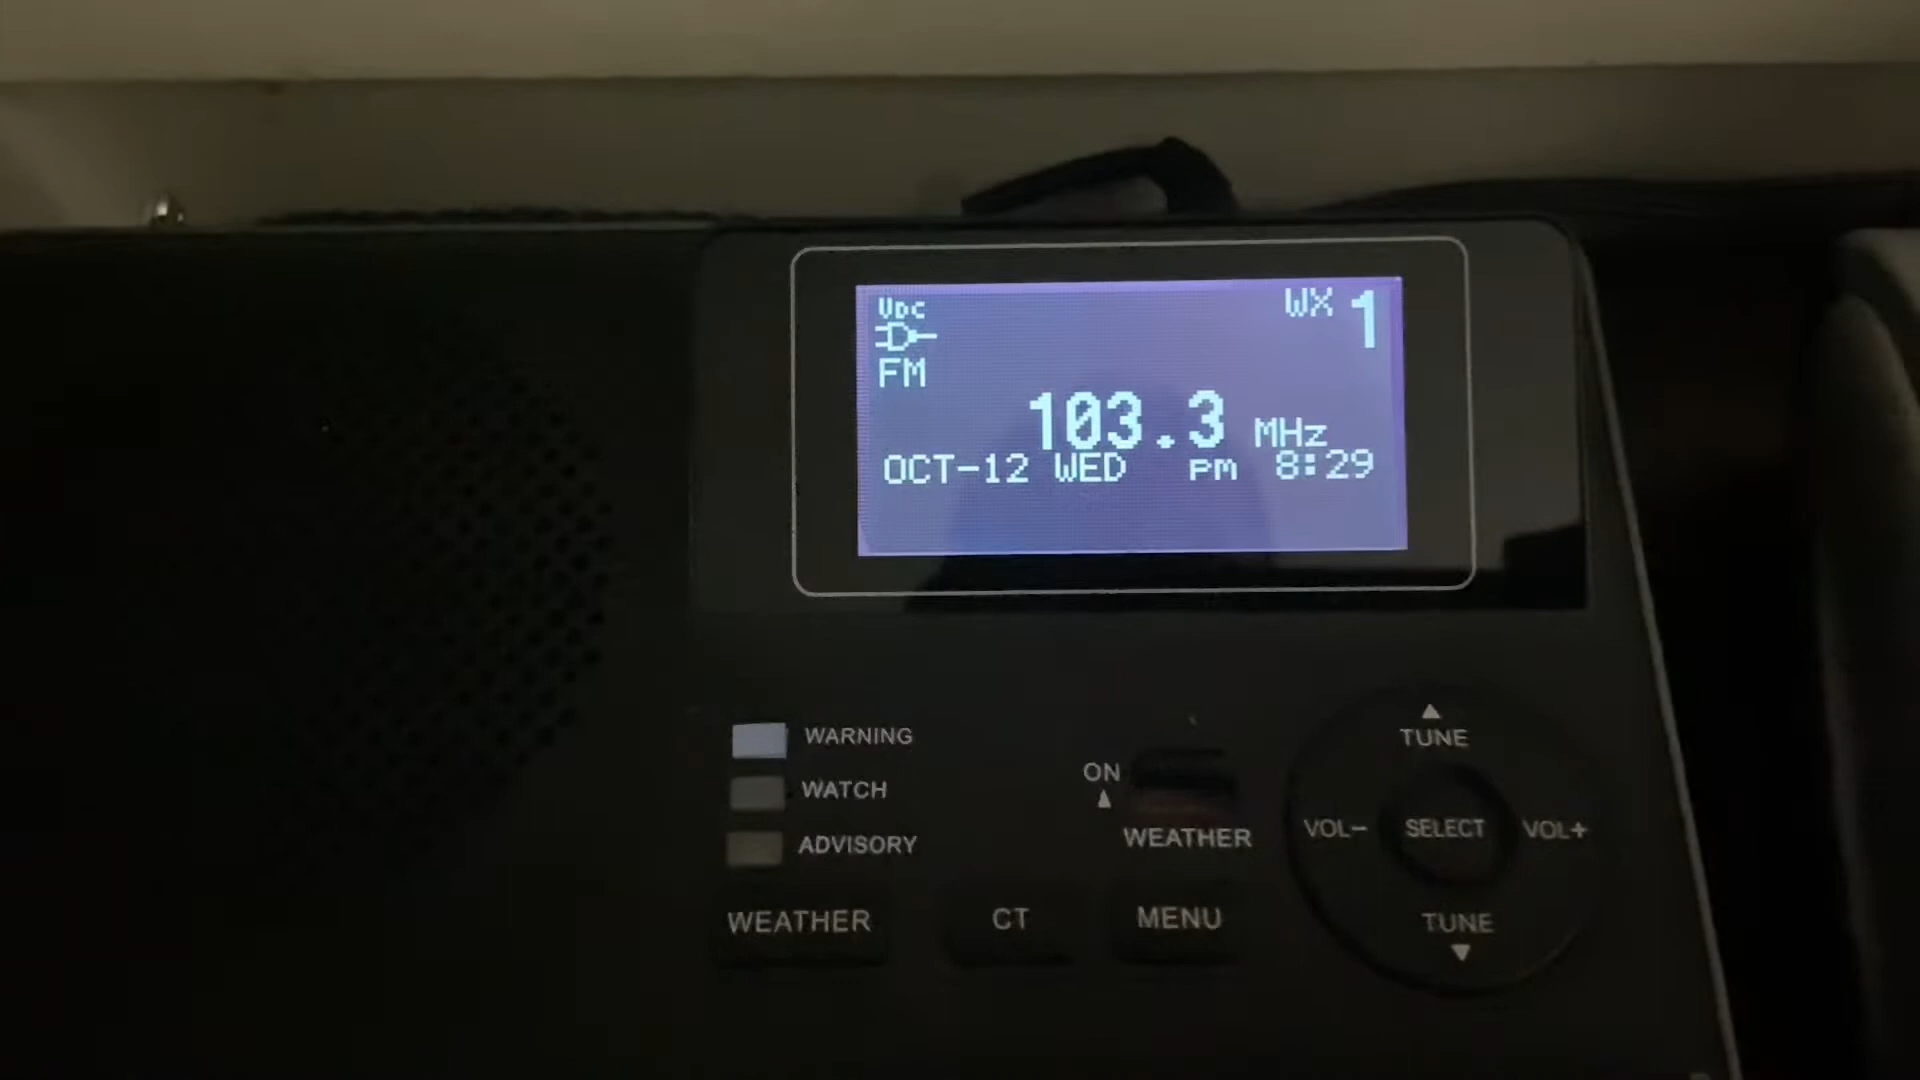 VDC
WX 1
FM
103.3 MHz
OCT-12 WED PM 8:29
WARNING
WATCH
ADVISORY
ON
WEATHER
WEATHER
CT
MENU
TUNE
VOL-
SELECT
VOL+
TUNE